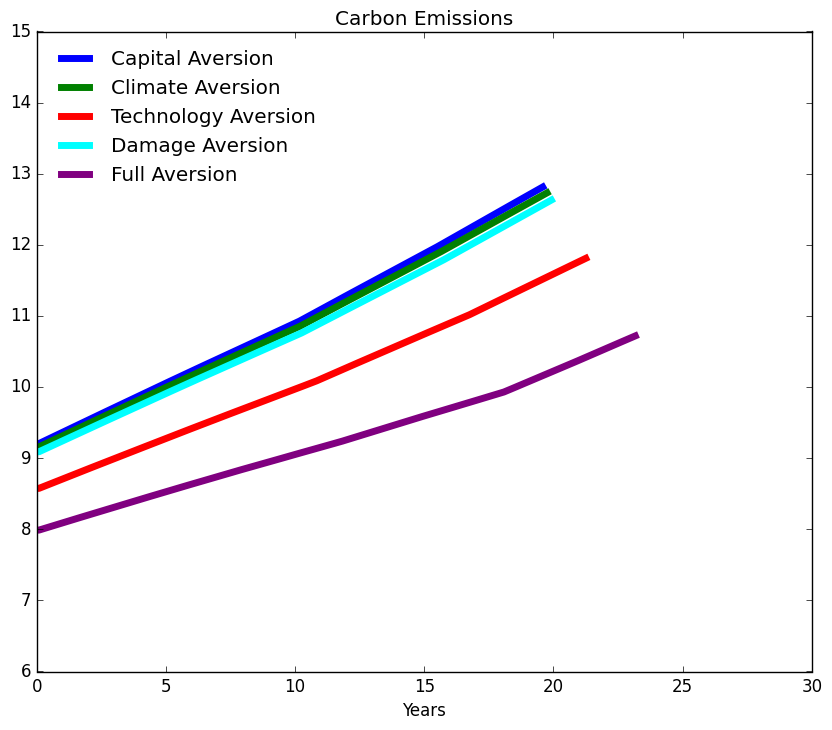 Carbon Emissions
15
14
13
12
11
10
9
8
7
6
Capital Aversion
Climate Aversion
Technology Aversion
Damage Aversion
Full Aversion
0 5 10 15 20 25 30
Years